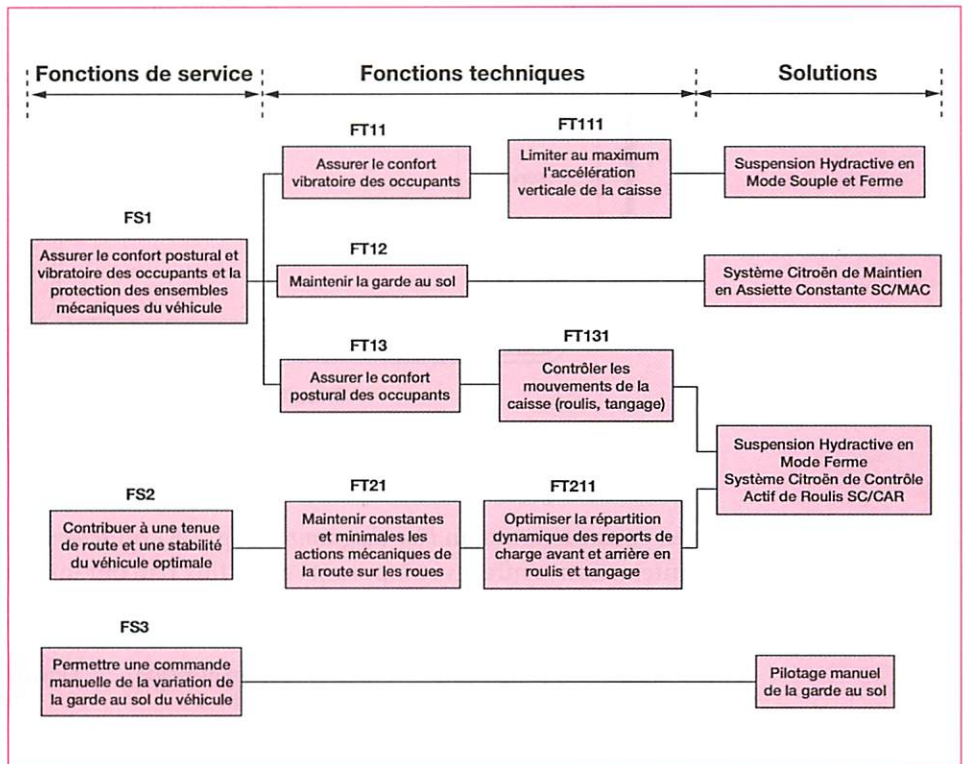 Fonctions de service
Fonctions techniques
Solutions
FT11
Assurer le confort
vibratoire des occupants
FT111
Limiter au maximum
l'accélération
verticale de la caisse
Suspension Hydractive en
Mode Souple et Ferme
FS1
Assurer le confort postural et
vibratoire des occupants et la
protection des ensembles
mécaniques du véhicule
FT12
Maintenir la garde au sol
Système Citroën de Maintien
en Assiette Constante SC/MAC
FT13
Assurer le confort
postural des occupants
FT131
Contrôler les
mouvements de la
caisse (roulis, tangage)
Suspension Hydractive en
Mode Ferme
Système Citroën de Contrôle
Actif de Roulis SC/CAR
FS2
Contribuer à une tenue
de route et une stabilité
du véhicule optimale
FT21
Maintenir constantes
et minimales les
actions mécaniques de
la route sur les roues
FT211
Optimiser la répartition
dynamique des reports de
charge avant et arrière en
roulis et tangage
FS3
Permettre une commande
manuelle de la variation de
la garde au sol du véhicule
Pilotage manuel
de la garde au sol